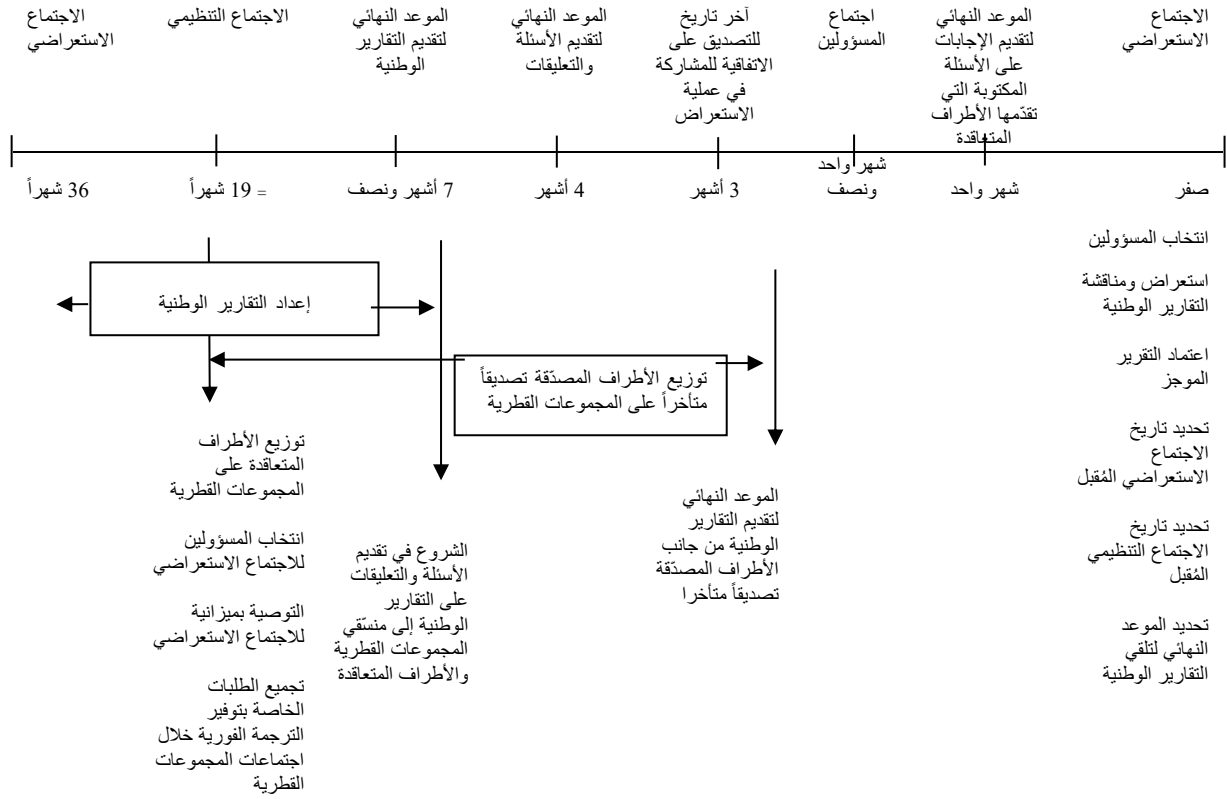 الاجتماع
الاستعراضي
الموعد النهائي
لتقديم الإجابات
على الأسئلة
المكتوبة التي
تقدّمها الأطراف
المتعاقدة
اجتماع
المسؤولين
آخر تاريخ
للتصديق على
الاتفاقية للمشاركة
في عملية
الاستعراض
الموعد النهائي
لتقديم الأسئلة
والتعليقات
الموعد النهائي
لتقديم التقارير
الوطنية
الاجتماع التنظيمي
الاجتماع
الاستعراضي
صفر
شهر واحد
شهر واحد
ونصف
3 أشهر
4 أشهر
7 أشهر ونصف
= 19 شهراً
36 شهراً
انتخاب المسؤولين
استعراض ومناقشة
التقارير الوطنية
اعتماد التقرير
الموجز
تحديد تاريخ
الاجتماع
الاستعراضي المُقبل
تحديد تاريخ
الاجتماع التنظيمي
المُقبل
تحديد الموعد
النهائي لتلقي
التقارير الوطنية
إعداد التقارير الوطنية
توزيع الأطراف المصدّقة تصديقاً
متأخراً على المجموعات القطرية
الموعد النهائي
لتقديم التقارير
الوطنية من جانب
الأطراف المصدّقة
تصديقاً متأخرا
الشروع في تقديم
الأسئلة والتعليقات
على التقارير
الوطنية إلى منسّقي
المجموعات القطرية
والأطراف المتعاقدة
توزيع الأطراف
المتعاقدة على
المجموعات القطرية
انتخاب المسؤولين
للاجتماع الاستعراضي
التوصية بميزانية
للاجتماع الاستعراضي
تجميع الطلبات
الخاصة بتوفير
الترجمة الفورية خلال
اجتماعات المجموعات
القطرية